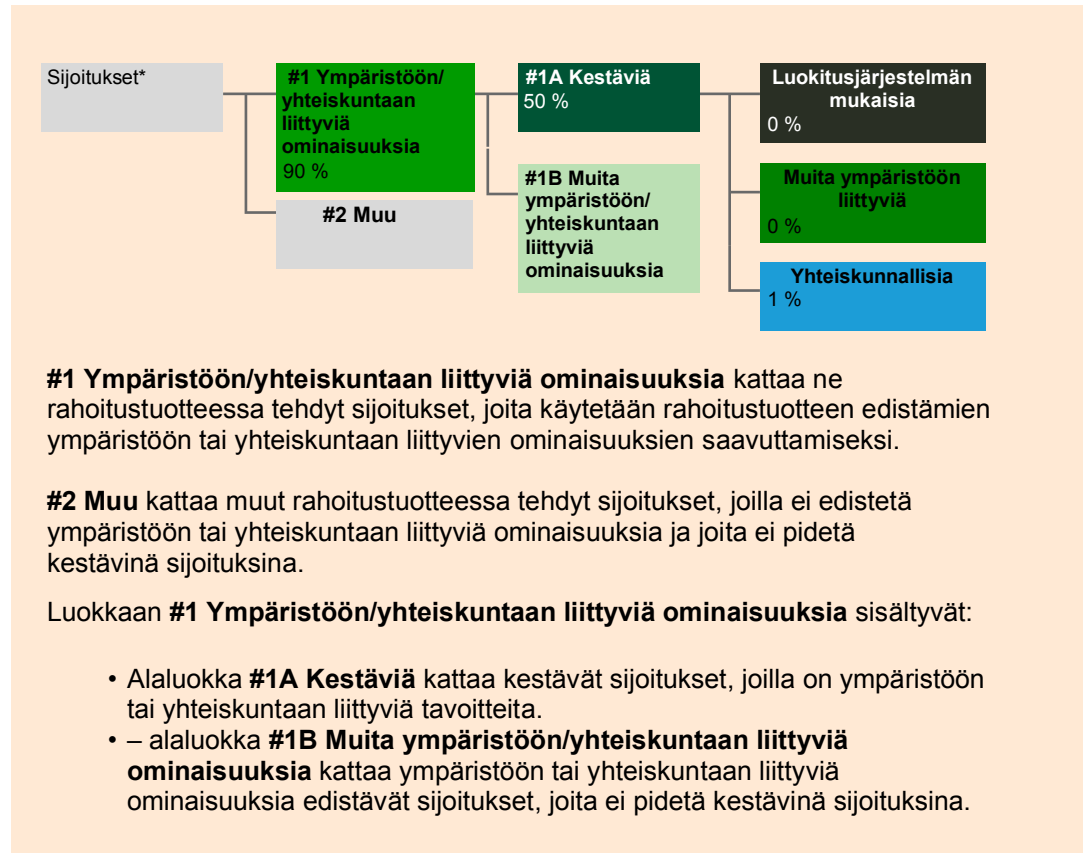 Sijoitukset*
#1 Ympäristöön/
yhteiskuntaan
liittyviä
ominaisuuksia
90 %
#2 Muu
#1A Kestäviä
50 %
#1B Muita
ympäristöön/
yhteiskuntaan
liittyviä
ominaisuuksia
Luokitusjärjestelmän
mukaisia
0 %
Muita ympäristöön
liittyviä
0 %
Yhteiskunnallisia
1 %
#1 Ympäristöön/yhteiskuntaan liittyviä ominaisuuksia kattaa ne
rahoitustuotteessa tehdyt sijoitukset, joita käytetään rahoitustuotteen edistämien
ympäristöön tai yhteiskuntaan liittyvien ominaisuuksien saavuttamiseksi.
#2 Muu kattaa muut rahoitustuotteessa tehdyt sijoitukset, joilla ei edistetä
ympäristöön tai yhteiskuntaan liittyviä ominaisuuksia ja joita ei pidetä
kestävinä sijoituksina.
Luokkaan #1 Ympäristöön/yhteiskuntaan liittyviä ominaisuuksia sisältyvät:
• Alaluokka #1A Kestäviä kattaa kestävät sijoitukset, joilla on ympäristöön
tai yhteiskuntaan liittyviä tavoitteita.
• – alaluokka #1B Muita ympäristöön/yhteiskuntaan liittyviä
ominaisuuksia kattaa ympäristöön tai yhteiskuntaan liittyviä
ominaisuuksia edistävät sijoitukset, joita ei pidetä kestävinä sijoituksina.